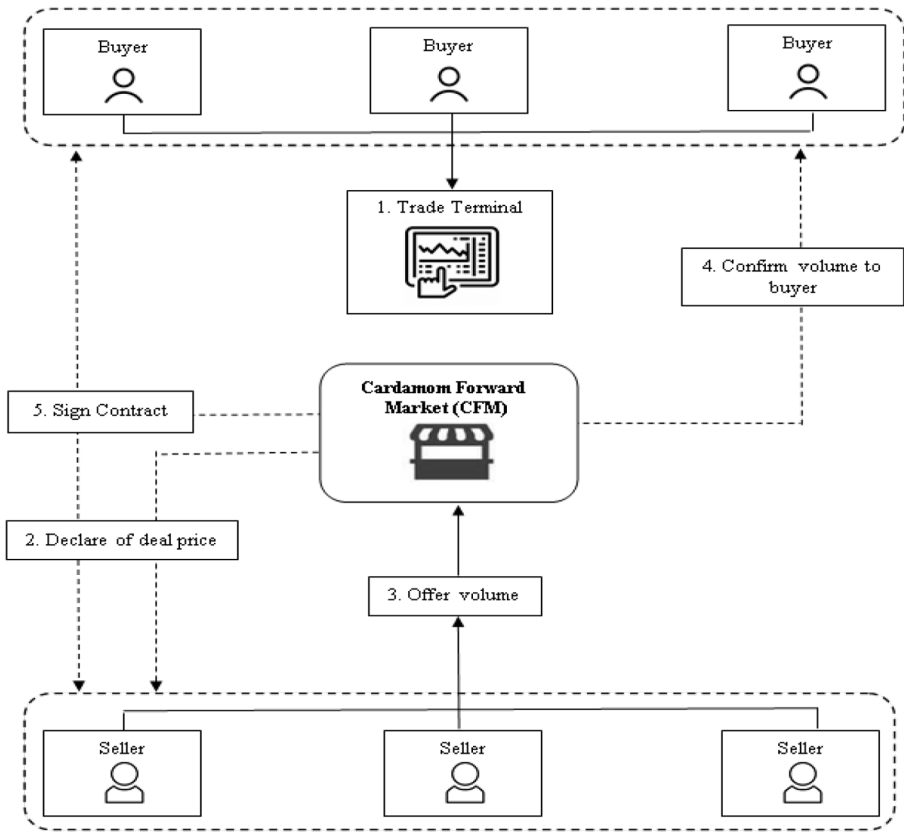 Buyer
Buyer
Buyer
1. Trade Terminal
4. Confirm volume to
buyer
Cardamom Forward
Market (CFM)
5. Sign Contract
2. Declare of deal price
3. Offer volume
Seller
Seller
Seller